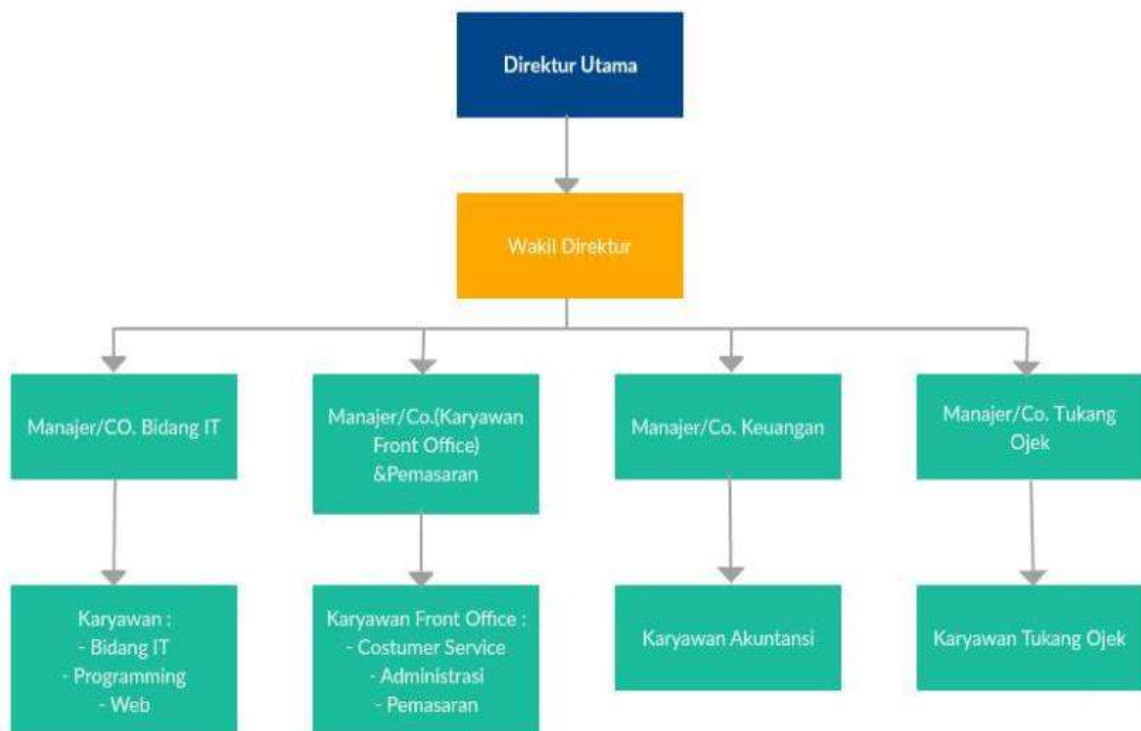 Direktur Utama
Wakil Direktur
Manajer/CO. Bidang IT
Manajer/Co.(Karyawan
Front Office)
&Pemasaran
Manajer/Co. Keuangan
Manajer/Co. Tukang
Ojek
Karyawan :
- Bidang IT
- Programming
- Web
Karyawan Front Office :
- Costumer Service
- Administrasi
- Pemasaran
Karyawan Akuntansi
Karyawan Tukang Ojek